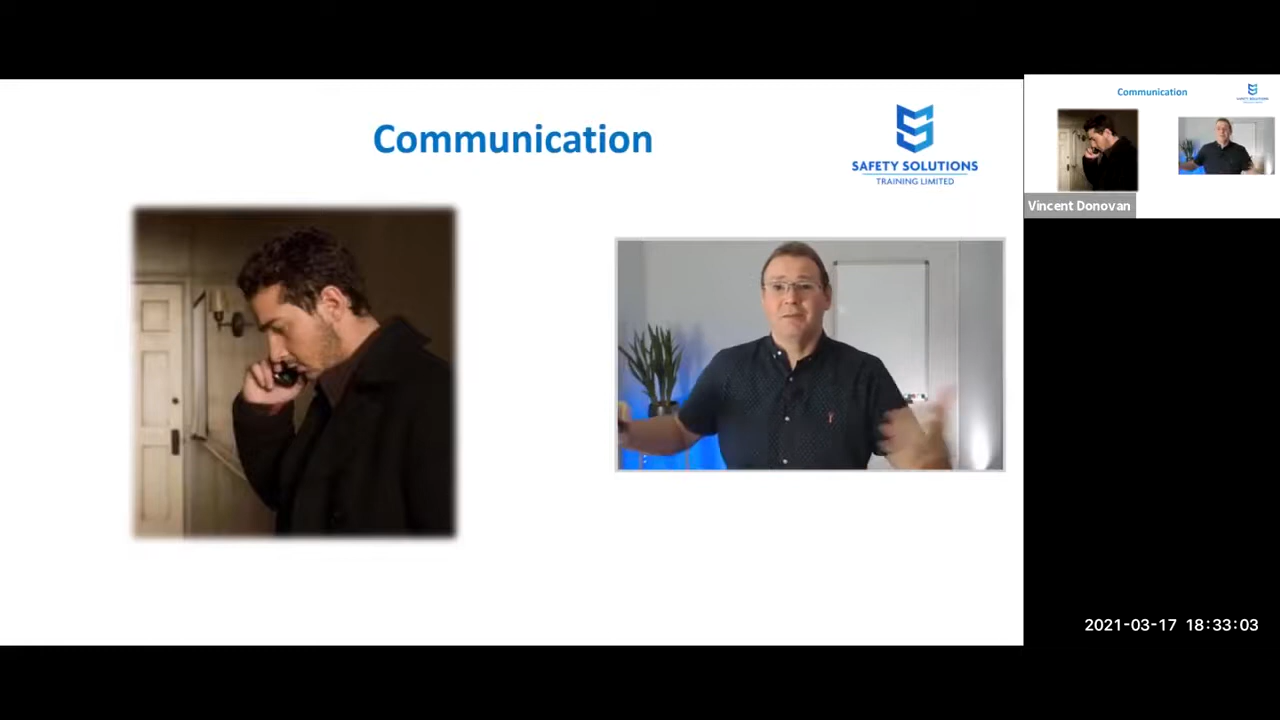 Communication
SAFETY SOLUTIONS
TRAINING LIMITED
Communication
Vincent Donovan
2021-03-17 18:33:03